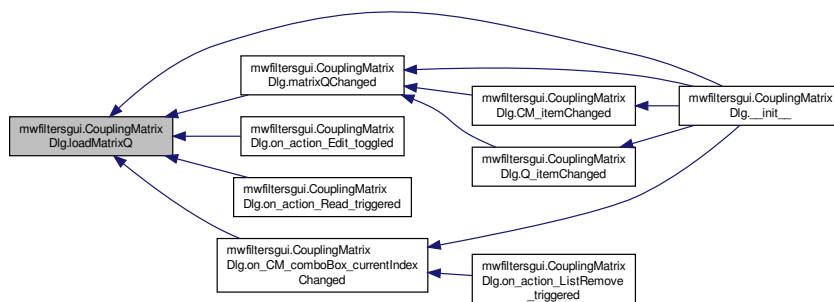 mwfiltersgui.CouplingMatrix
Dlg.loadMatrixQ
mwfiltersgui.CouplingMatrix
Dlg.matrixQChanged
mwfiltersgui.CouplingMatrix
Dlg.on_action_Edit_toggled
mwfiltersgui.CouplingMatrix
Dlg.on_action_Read_triggered
mwfiltersgui.CouplingMatrix
Dlg.on_CM_comboBox_currentIndex
Changed
mwfiltersgui.CouplingMatrix
Dlg.CM_itemChanged
mwfiltersgui.CouplingMatrix
Dlg.Q_itemChanged
mwfiltersgui.CouplingMatrix
Dlg.on_action_ListRemove
_triggered
mwfiltersgui.CouplingMatrix
Dlg.__init__